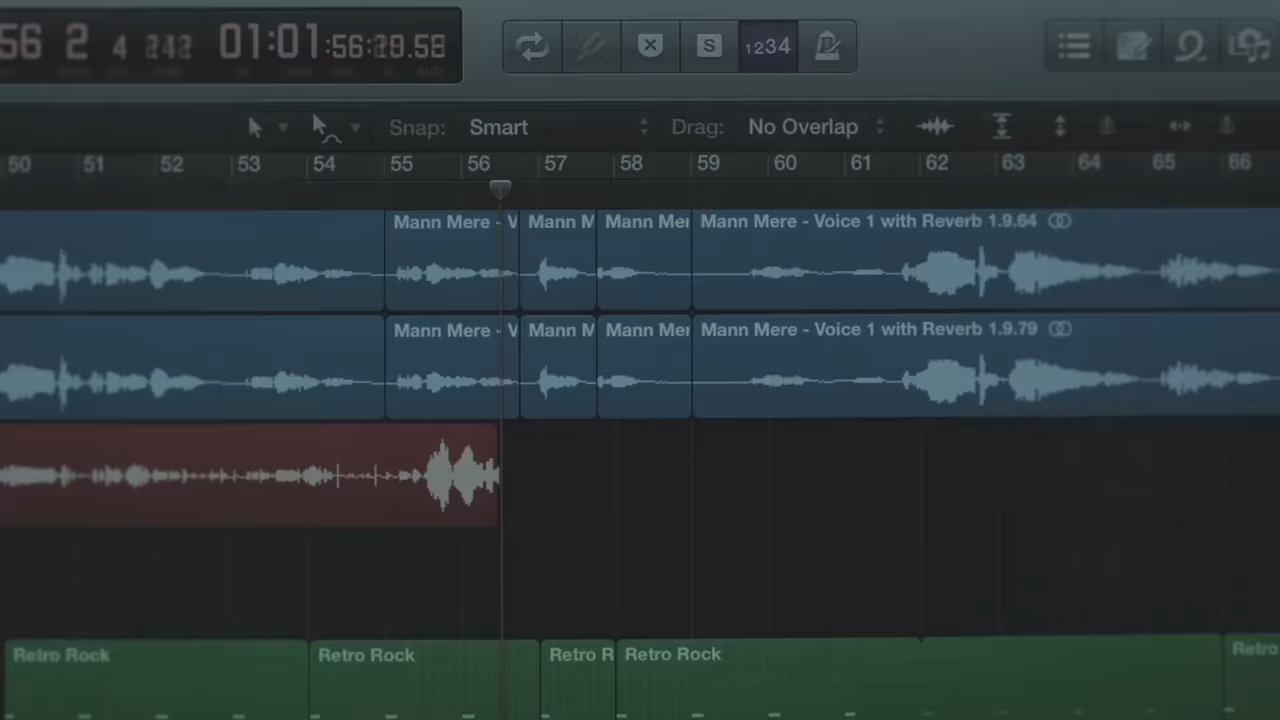 56 2 4 242 01:01:56:20.58
sub
S 1234
Snap: Smart Drag: No Overlap
50 51 52 53 54 55 56 57 58 59 60 61 62 63 64 65 66
Mann Mere - V Mann M Mann Mer Mann Mere - Voice 1 with Reverb 1.9.64
Mann Mere - V Mann M Mann Mer Mann Mere - Voice 1 with Reverb 1.9.79
Retro Rock Retro Rock Retro R Retro Rock Retro